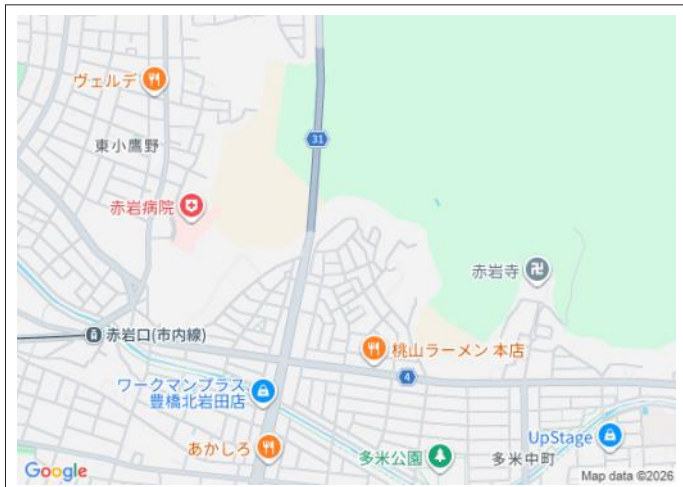 ヴェルデ
31
東小鷹野
赤岩病院
赤岩寺
赤岩口(市内線)
桃山ラーメン 本店
4
ワークマンプラス
豊橋北岩田店
あかしろ
多米公園
多米中町
UpStage
Google
Map data ©2026